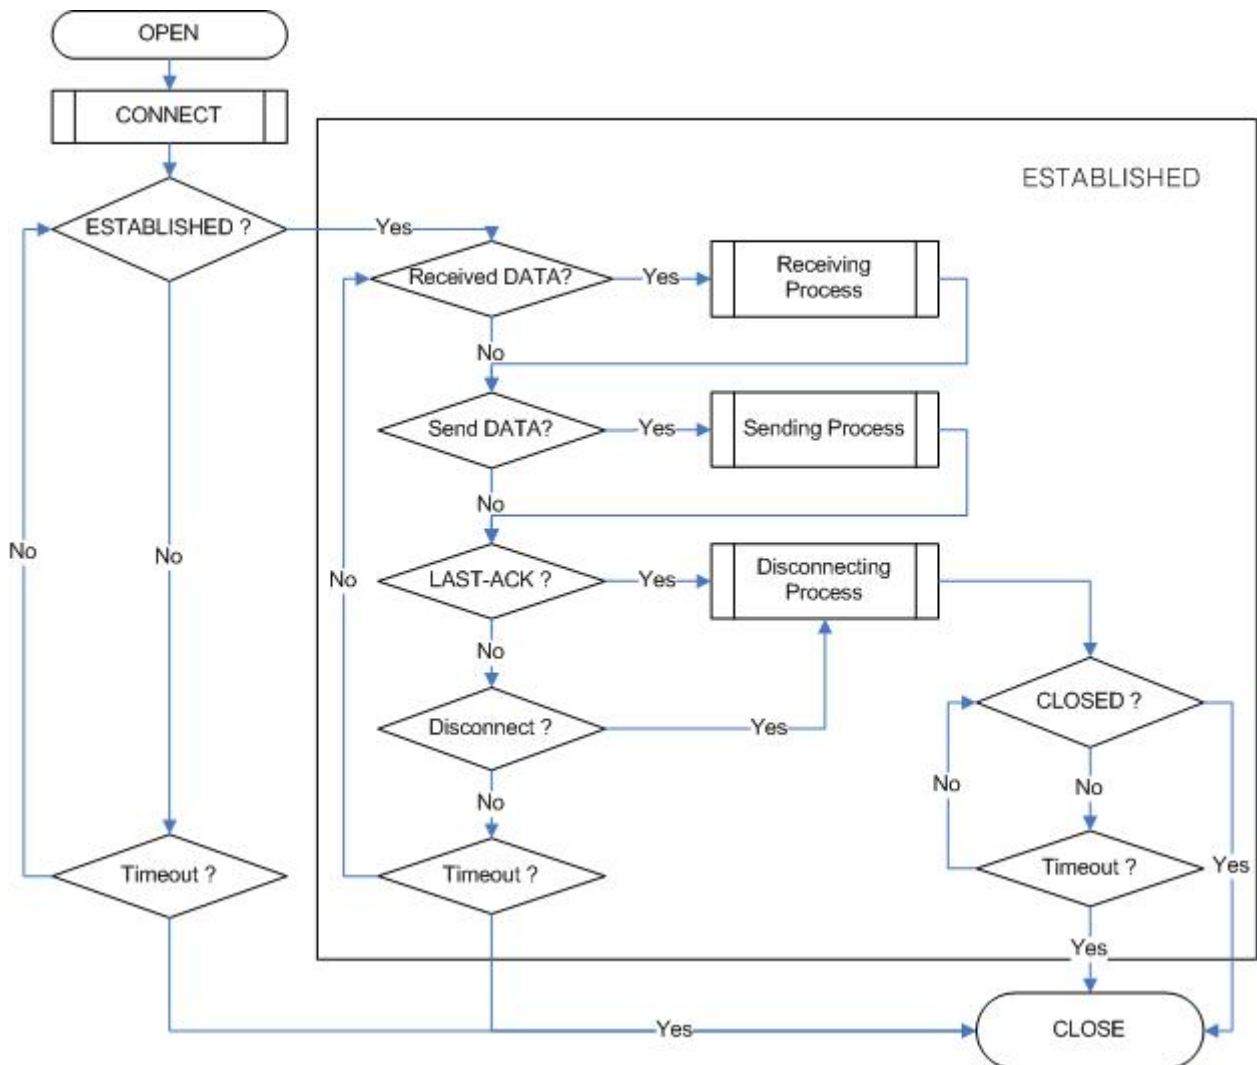 OPEN
CONNECT
ESTABLISHED
ESTABLISHED ?
Yes
Received DATA?
Yes
Receiving
Process
No
Send DATA?
Yes
Sending Process
No
No
No
No
LAST-ACK ?
Yes
Disconnecting
Process
No
Disconnect ?
Yes
CLOSED ?
No
No
No
Timeout ?
Timeout ?
Timeout ?
Yes
Yes
Yes
CLOSE